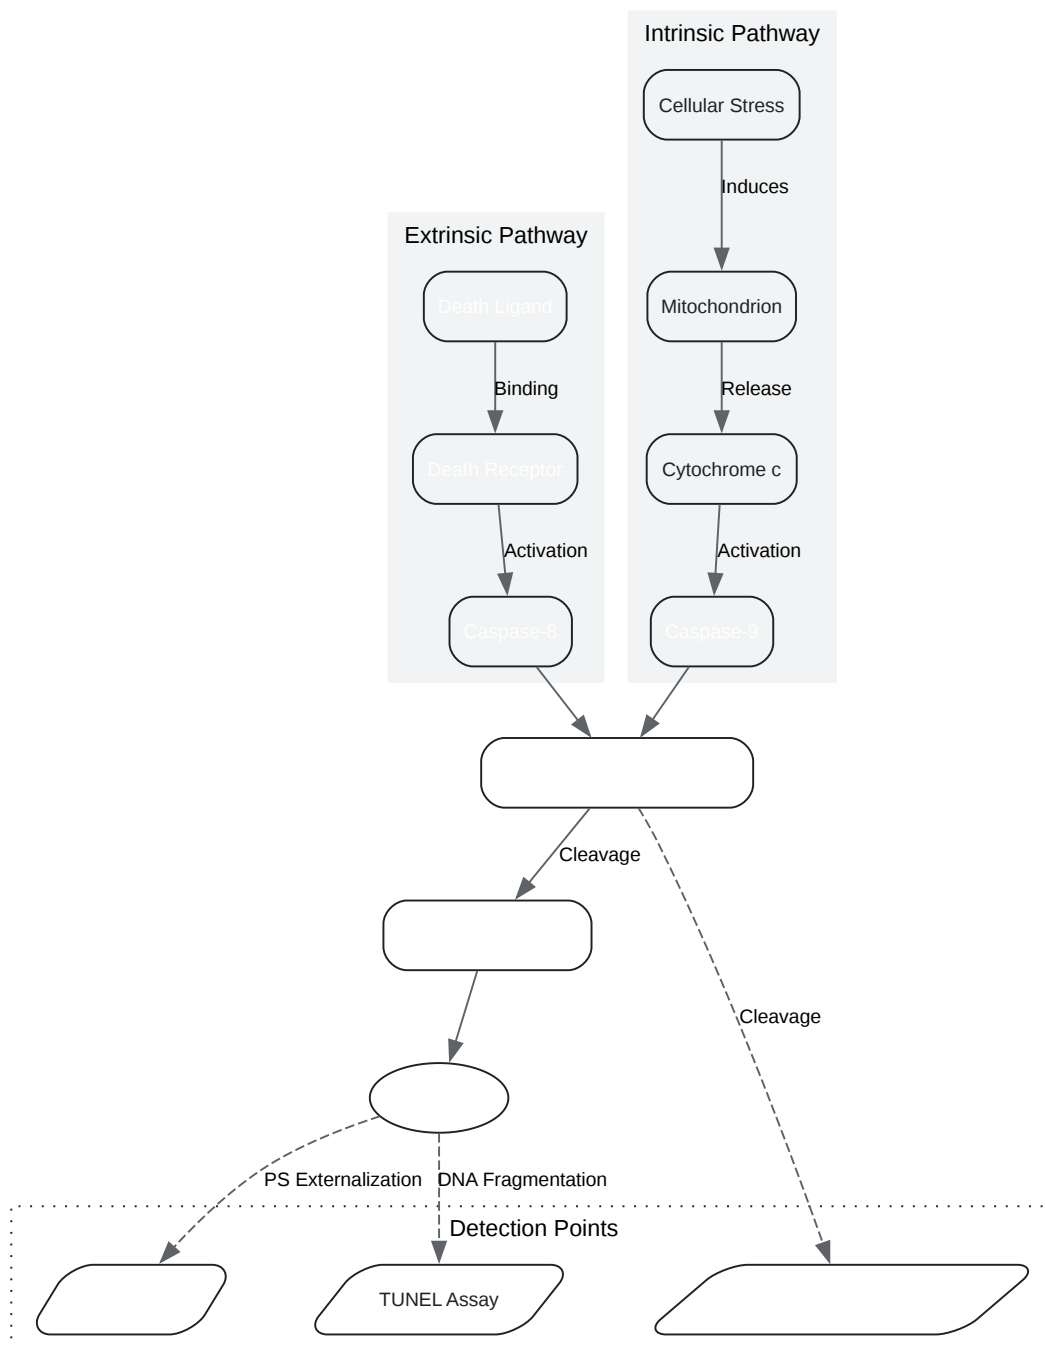 Intrinsic Pathway
Cellular Stress
Induces
Extrinsic Pathway
Death Ligand
Mitochondrion
Binding
Release
Death Receptor
Cytochrome c
Activation
Activation
Caspase-8
Caspase-9
Cleavage
Cleavage
PS Externalization
DNA Fragmentation
Detection Points
TUNEL Assay